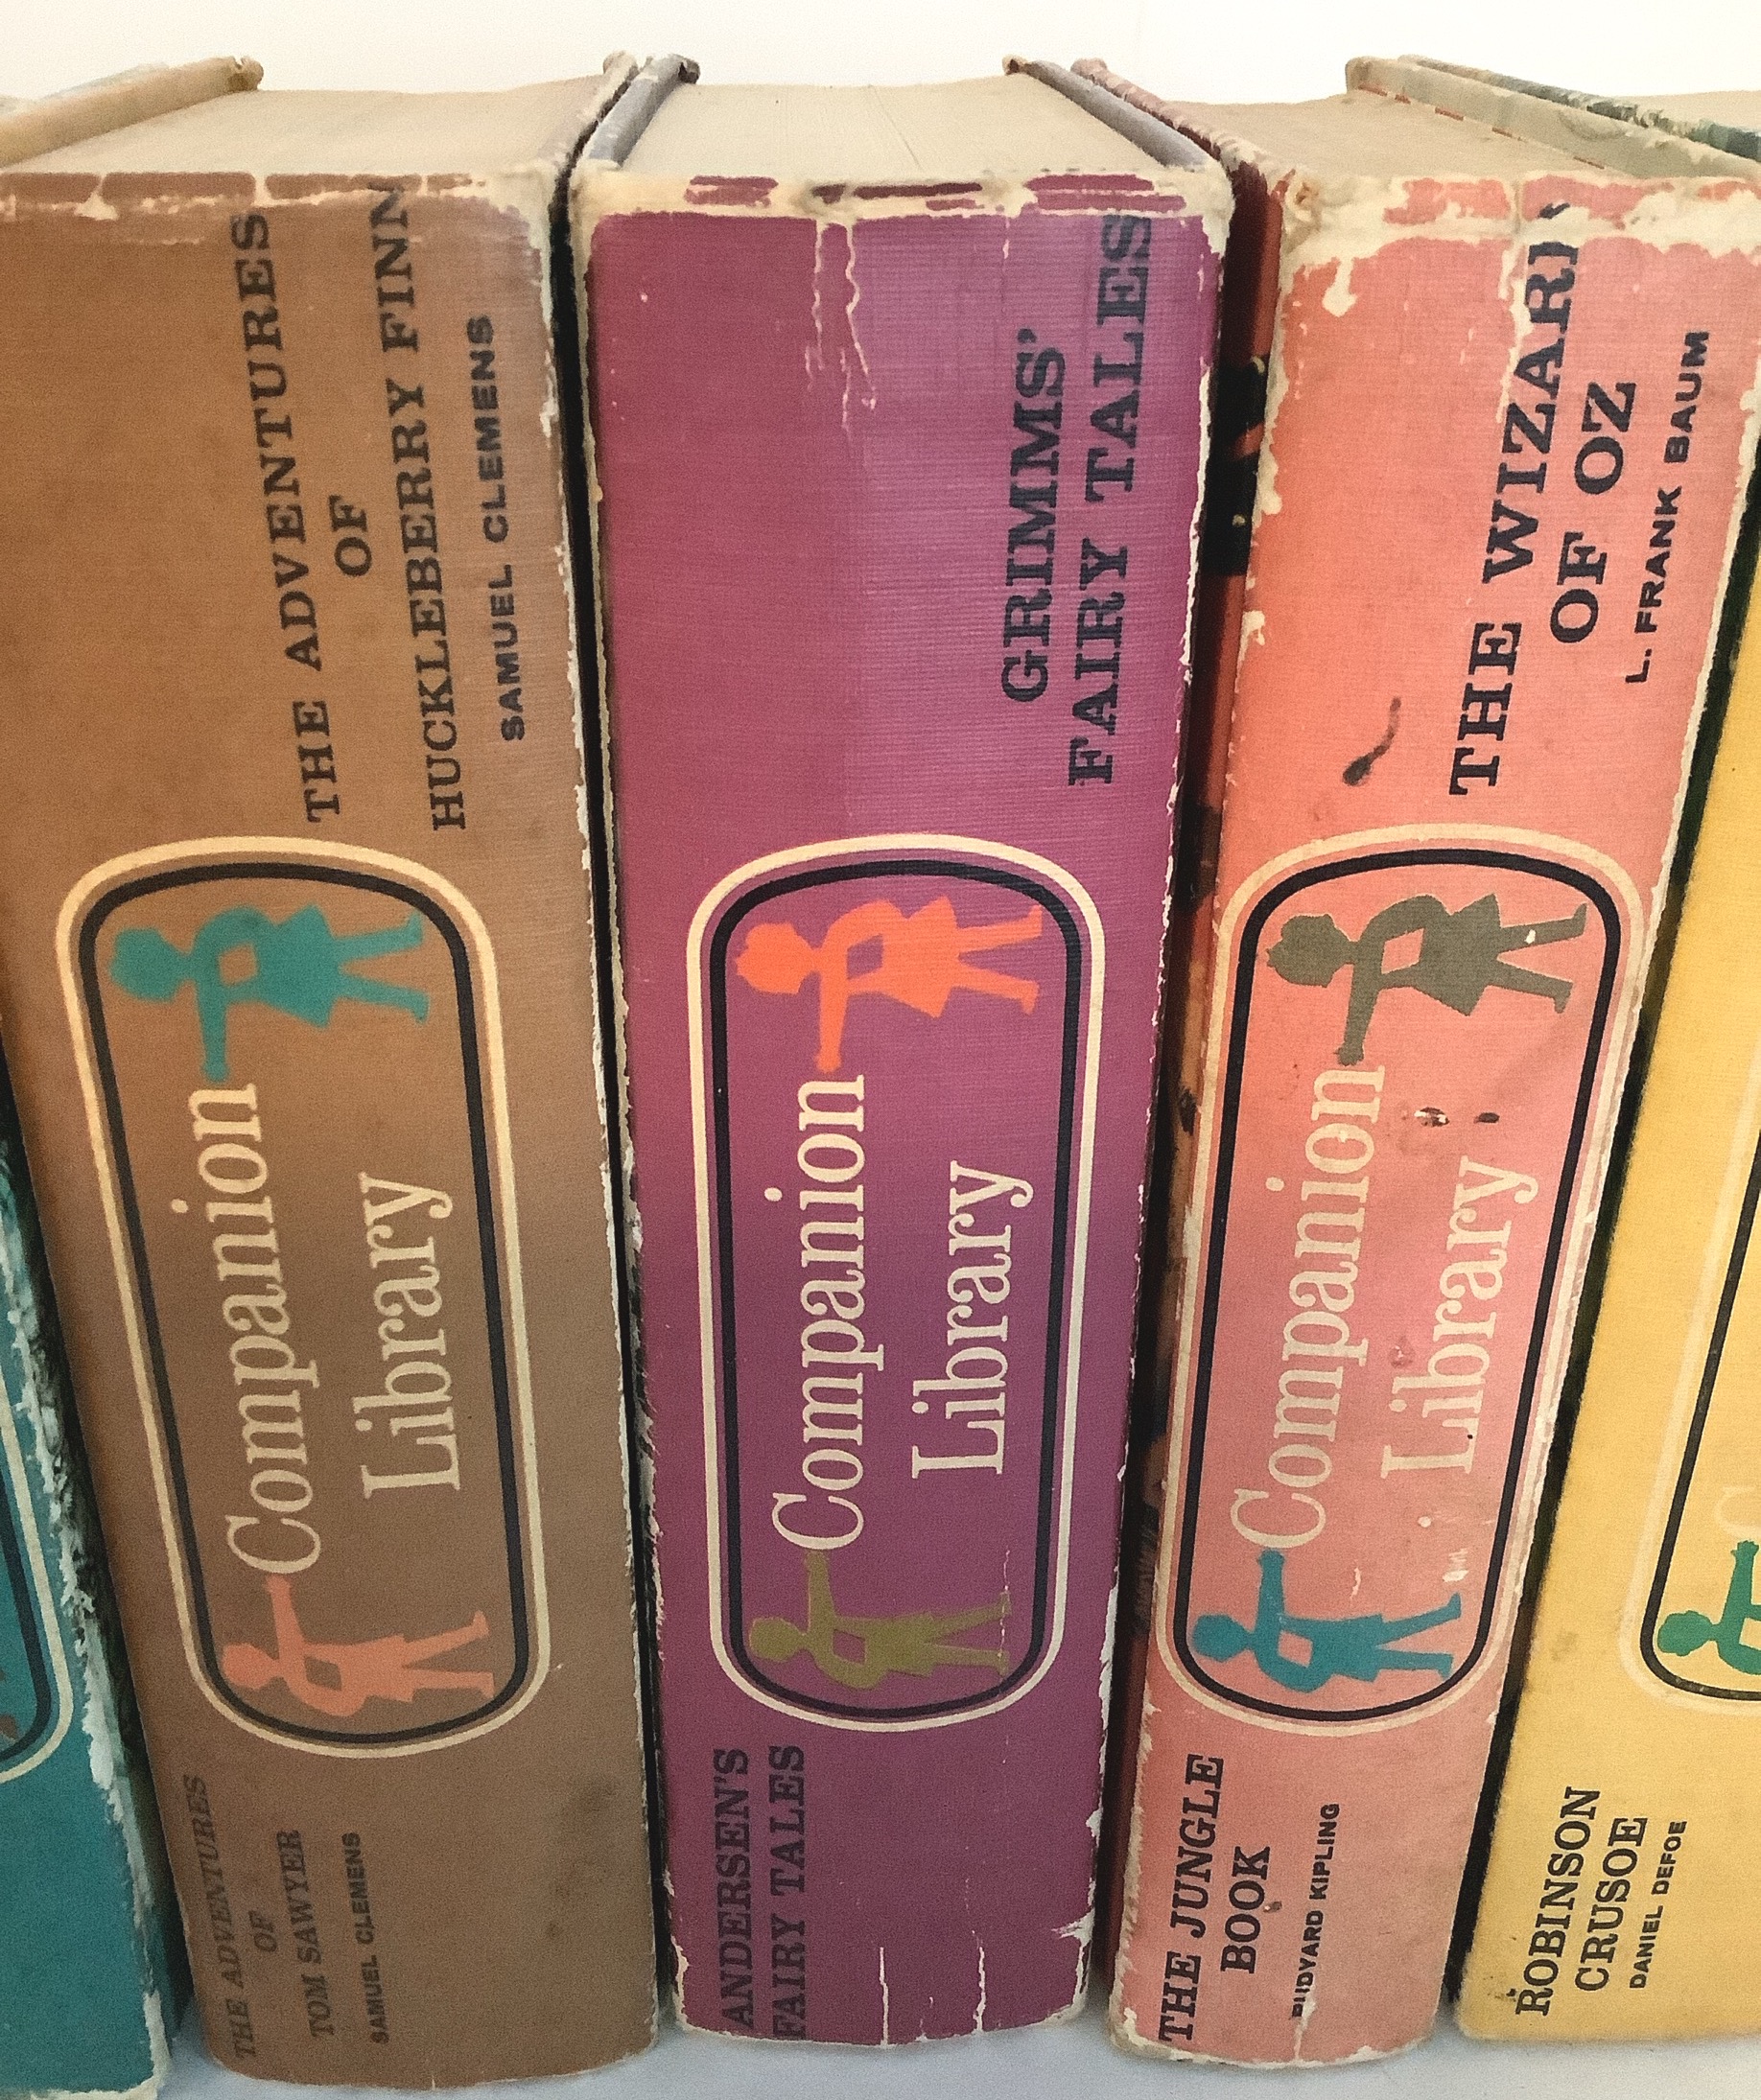 THE ADVENTURES
OF
HUCKLEBERRY FINN
SAMUEL CLEMENS
Companion
Library
THE ADVENTURES
OF
TOM SAWYER
SAMUEL CLEMENS
GRIMMS'
FAIRY TALES
Companion
Library
ANDERSEN'S
FAIRY TALES
THE WIZARD
OF OZ
L. FRANK BAUM
Companion
Library
THE JUNGLE
BOOK
RUDYARD KIPLING
ROBINSON
CRUSOE
DANIEL DEFOE